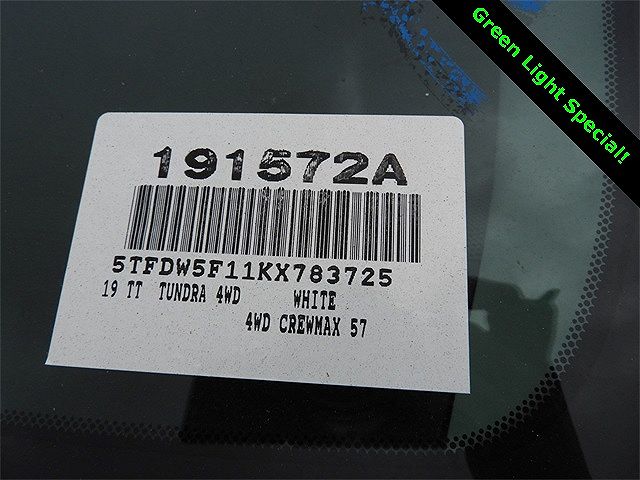 Green Light Special!
191572A
5TFDW5F11KX783725
19 TT TUNDRA 4WD WHITE
4WD CREWMAX 57